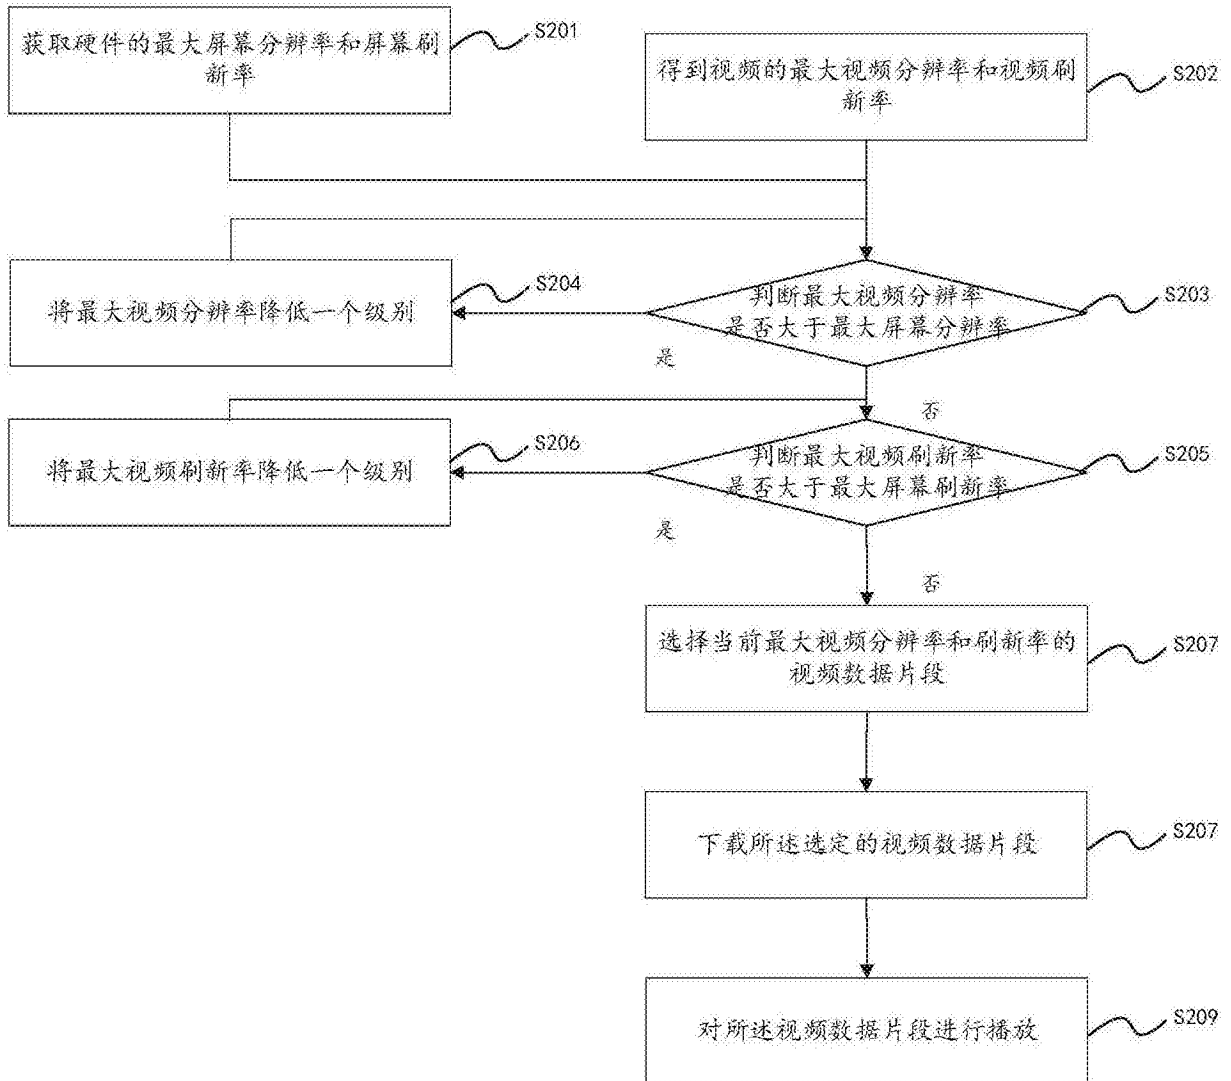 获取硬件的最大屏幕分辨率和屏幕刷
新率
S201
得到视频的最大视频分辨率和视频刷
新率
S202
将最大视频分辨率降低一个级别
S204
判断最大视频分辨率
是否大于最大屏幕分辨率
S203
是
否
将最大视频刷新率降低一个级别
S206
判断最大视频刷新率
是否大于最大屏幕刷新率
S205
是
否
选择当前最大视频分辨率和刷新率的
视频数据片段
S207
下载所述选定的视频数据片段
S207
对所述视频数据片段进行播放
S209